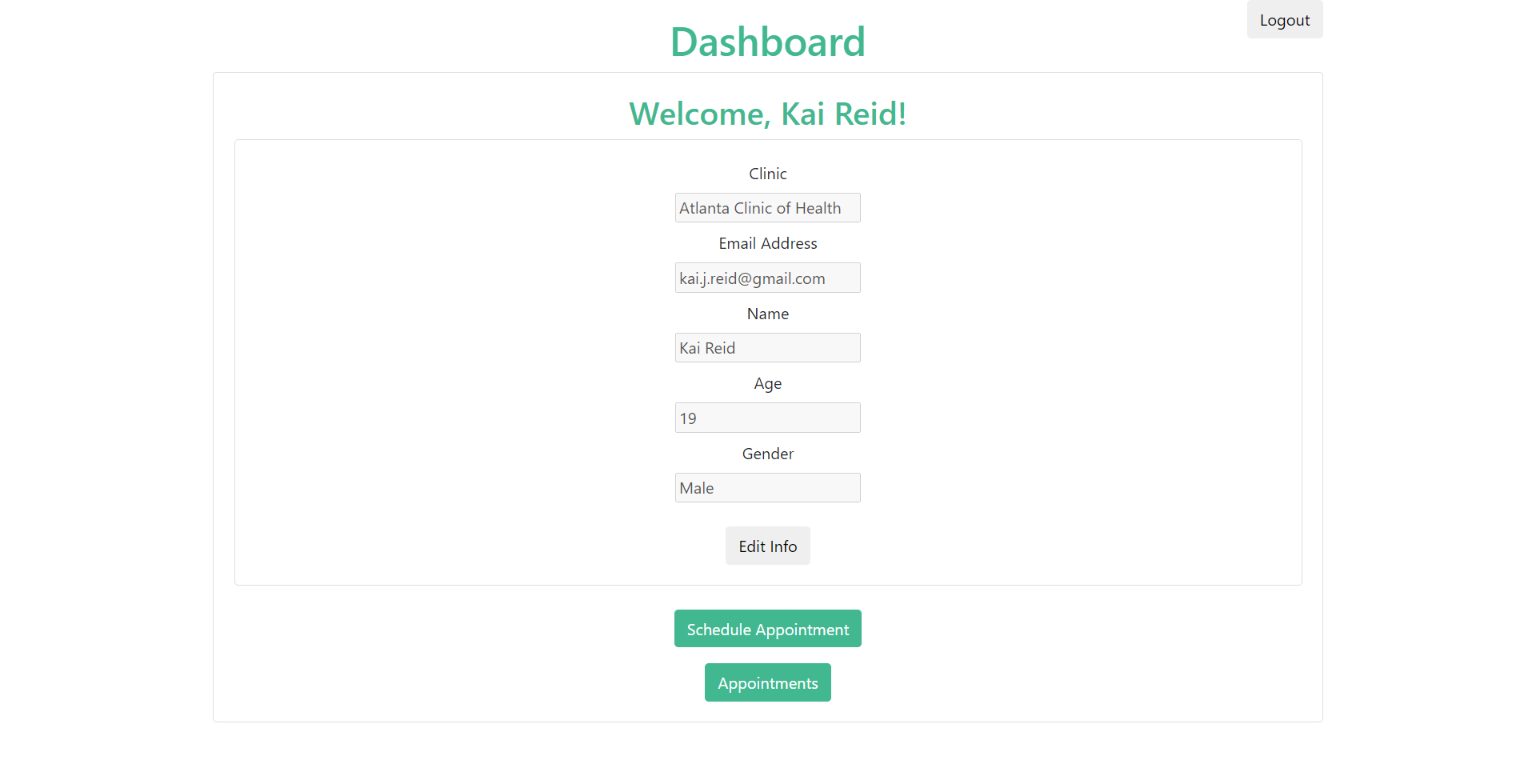 Logout
Dashboard
Welcome, Kai Reid!
Clinic
Atlanta Clinic of Health
Email Address
kai.j.reid@gmail.com
Name
Kai Reid
Age
19
Gender
Male
Edit Info
Schedule Appointment
Appointments